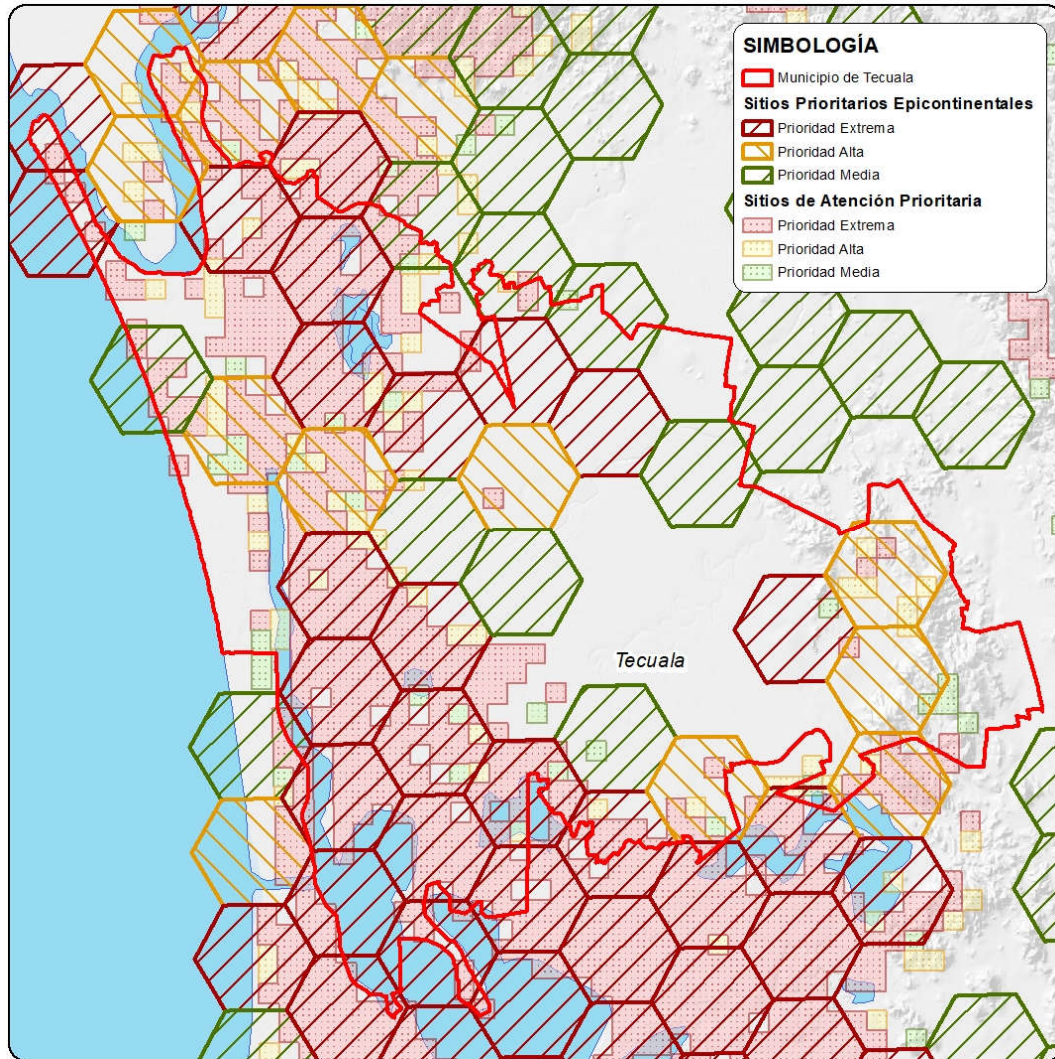 SIMBOLOGÍA
Municipio de Tecuala
Sitios Prioritarios Epicontinentales
Prioridad Extrema
Prioridad Alta
Prioridad Media
Sitios de Atención Prioritaria
Prioridad Extrema
Prioridad Alta
Prioridad Media
Tecuala